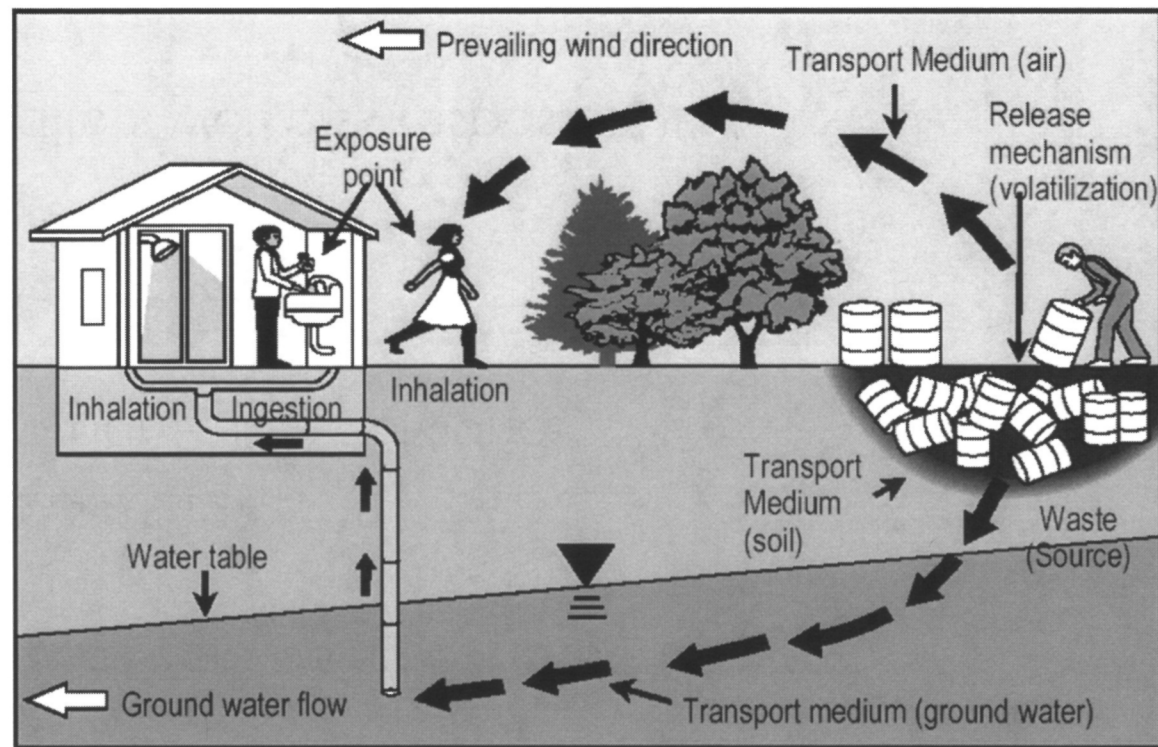 Prevailing wind direction
Transport Medium (air)
Release
mechanism
(volatilization)
Exposure
point
Inhalation
Ingestion
Inhalation
Transport
Medium
(soil)
Waste
(Source)
Water table
Ground water flow
Transport medium (ground water)